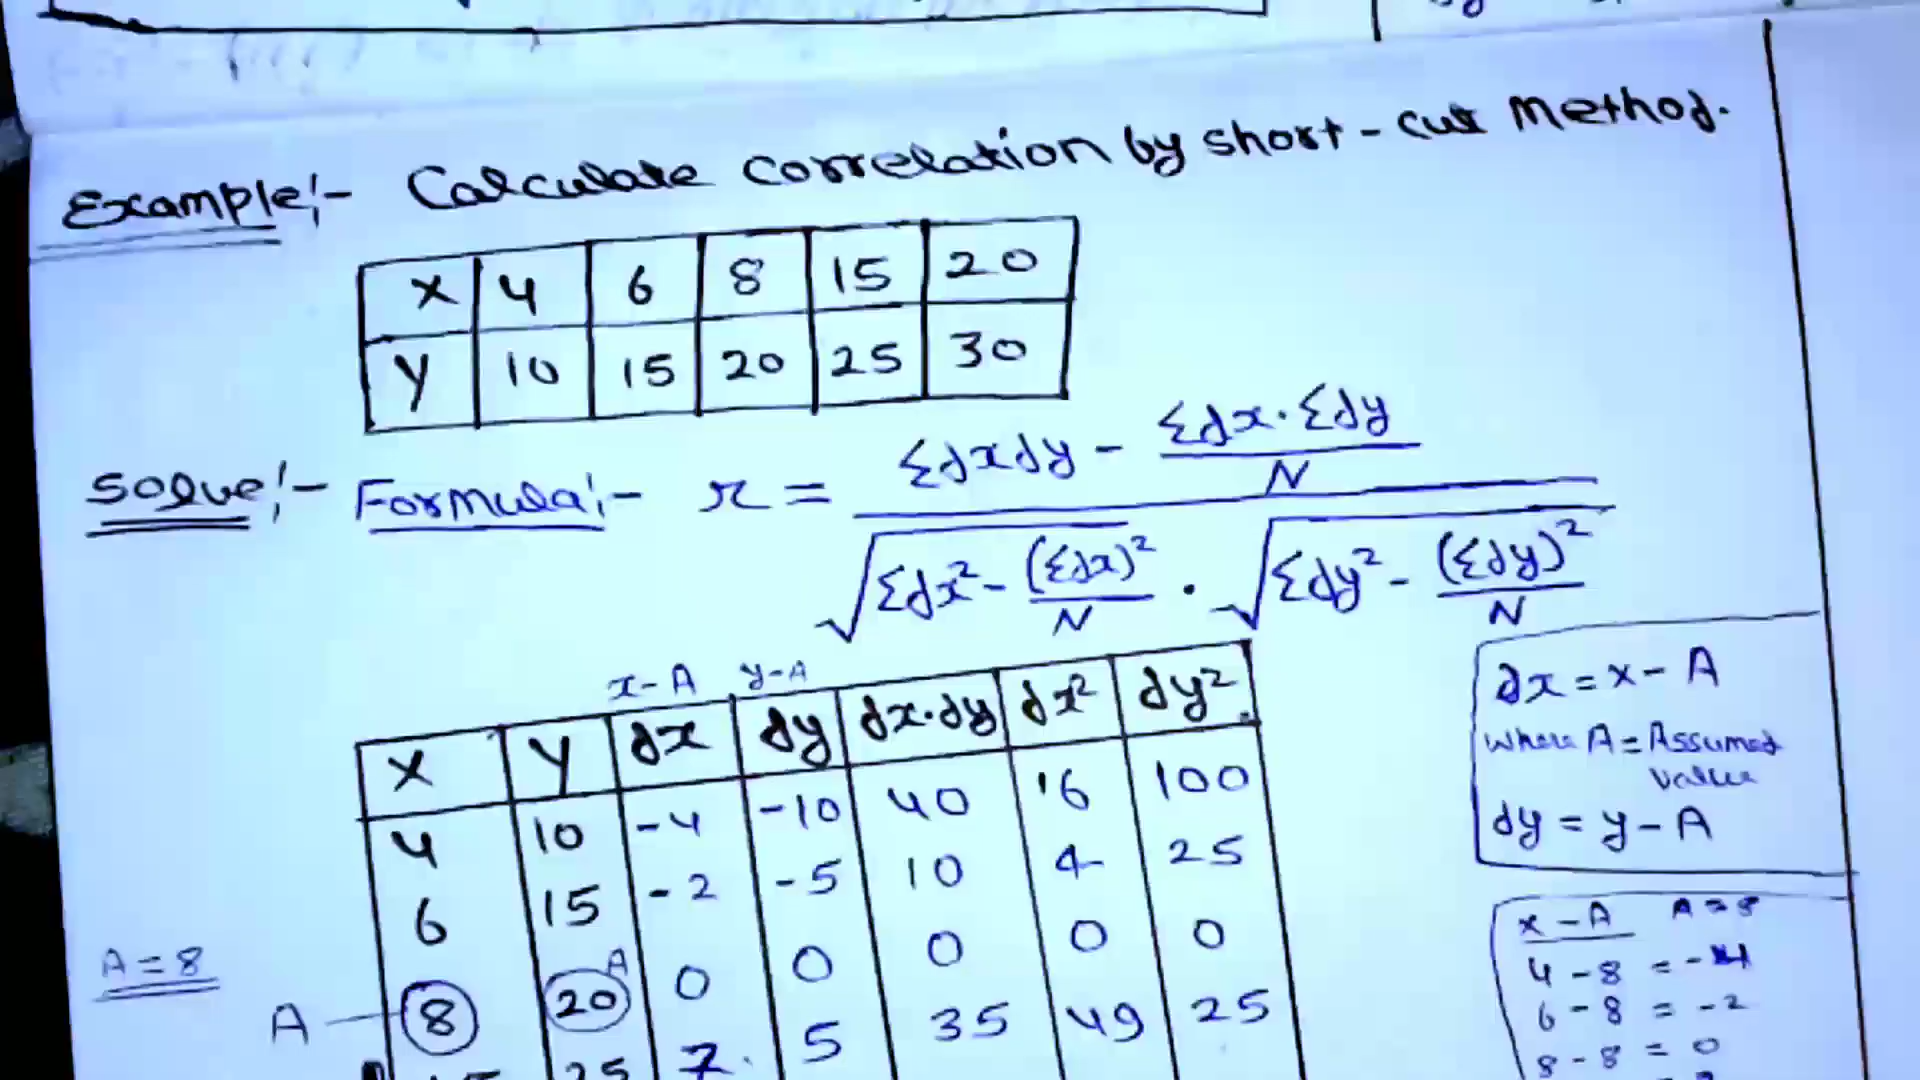 Example:- Calculate correlation by short-cut Method.
X 4 6 8 15 20
Y 10 15 20 25 30
Solve:- Formula:- r = Σdxdy - Σdx.Σdy / N
√Σdx² - (Σdx)² / N . √Σdy² - (Σdy)² / N
x-A y-A
X Y dx dy dx.dy dx² dy²
4 10 -4 -10 40 16 100
6 15 -2 -5 10 4 25
A=8
A 8 20 A 0 0 0 0 0
25 7. 5 35 49 25
dx = x - A
where A = Assumed
value
dy = y - A
x-A A=8
4-8 = -4
6-8 = -2
8-8 = 0